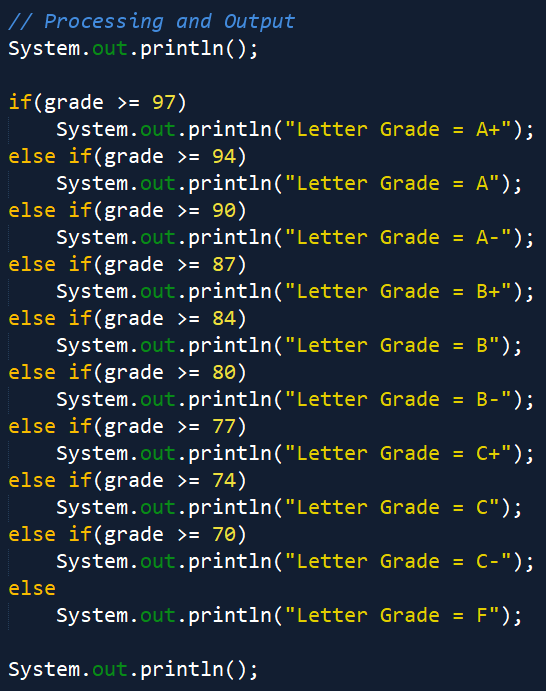 // Processing and Output
System.out.println();

if(grade >= 97)
    System.out.println("Letter Grade = A+");
else if(grade >= 94)
    System.out.println("Letter Grade = A");
else if(grade >= 90)
    System.out.println("Letter Grade = A-");
else if(grade >= 87)
    System.out.println("Letter Grade = B+");
else if(grade >= 84)
    System.out.println("Letter Grade = B");
else if(grade >= 80)
    System.out.println("Letter Grade = B-");
else if(grade >= 77)
    System.out.println("Letter Grade = C+");
else if(grade >= 74)
    System.out.println("Letter Grade = C");
else if(grade >= 70)
    System.out.println("Letter Grade = C-");
else
    System.out.println("Letter Grade = F");

System.out.println();